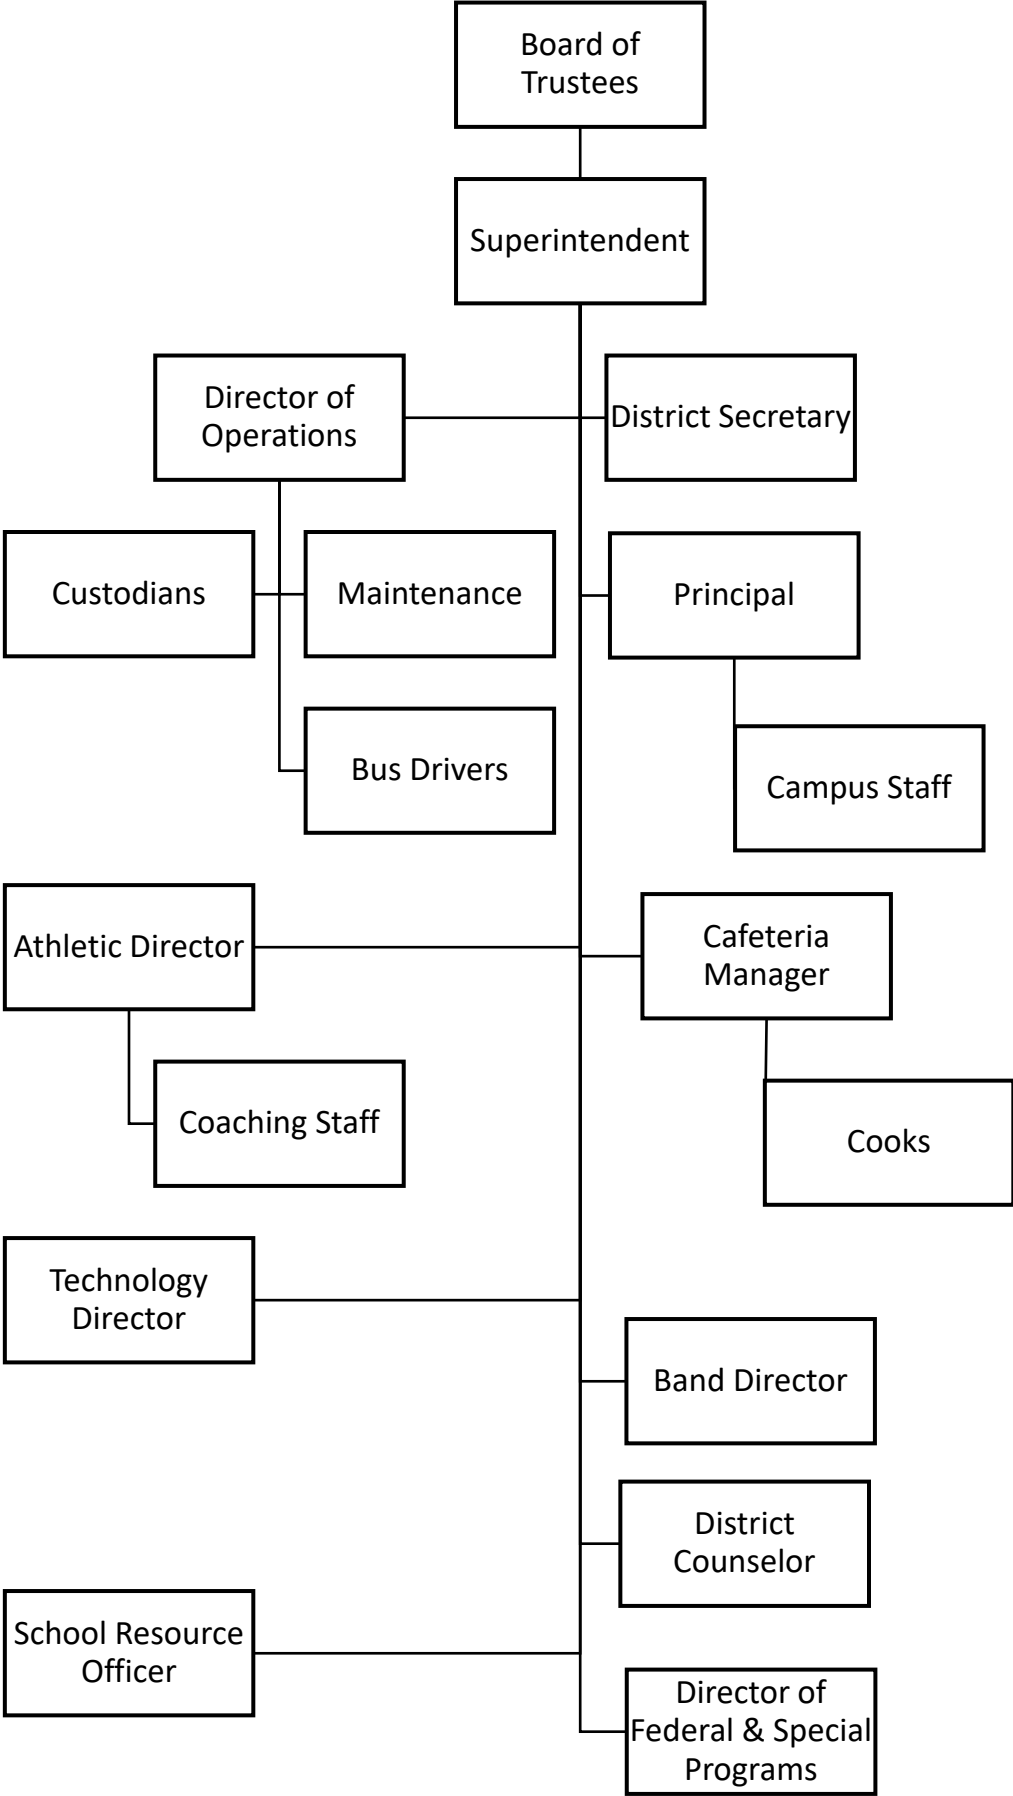 Board of
Trustees
Superintendent
Director of
Operations
District Secretary
Custodians
Maintenance
Principal
Bus Drivers
Campus Staff
Athletic Director
Cafeteria
Manager
Coaching Staff
Cooks
Technology
Director
Band Director
District
Counselor
School Resource
Officer
Director of
Federal & Special
Programs